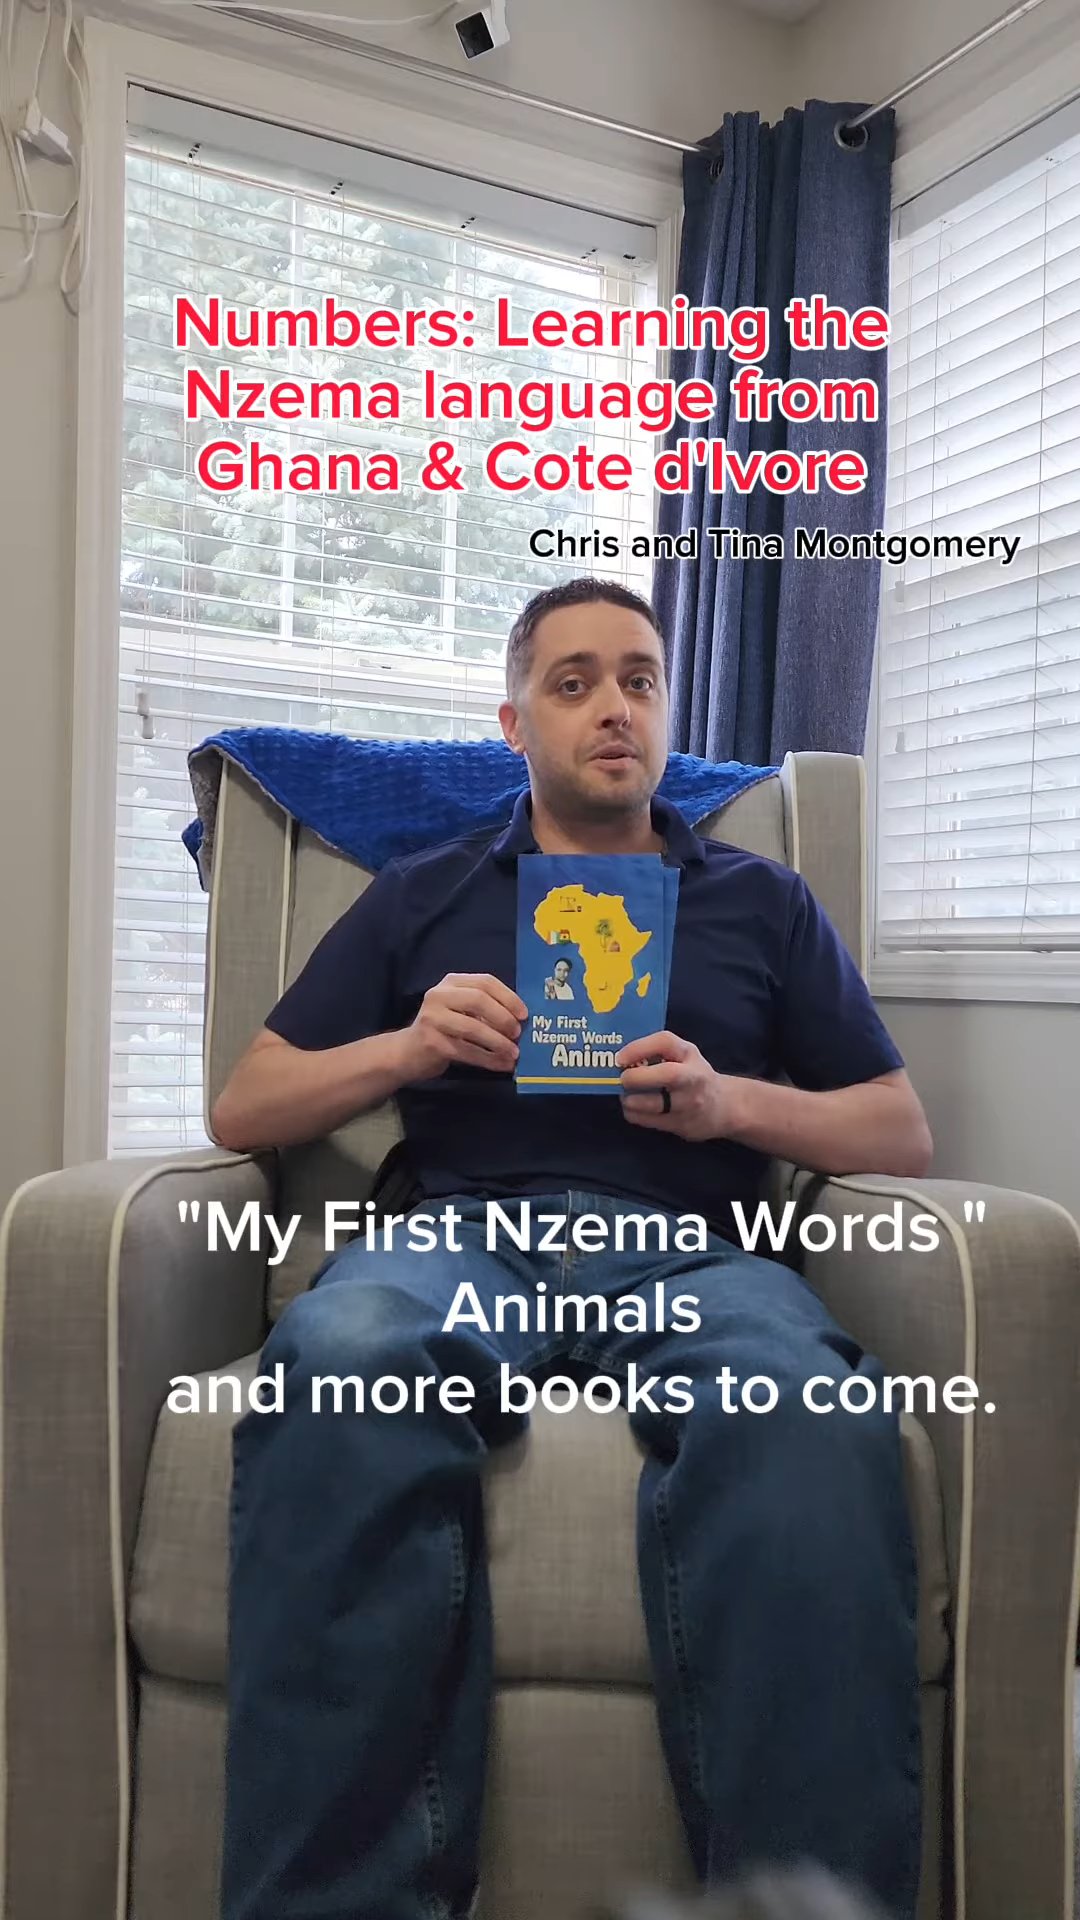 Numbers: Learning the
Nzema language from
Ghana & Cote d'Ivore
Chris and Tina Montgomery
My First
Nzema Words
"My First Nzema Words "
Animals
and more books to come.